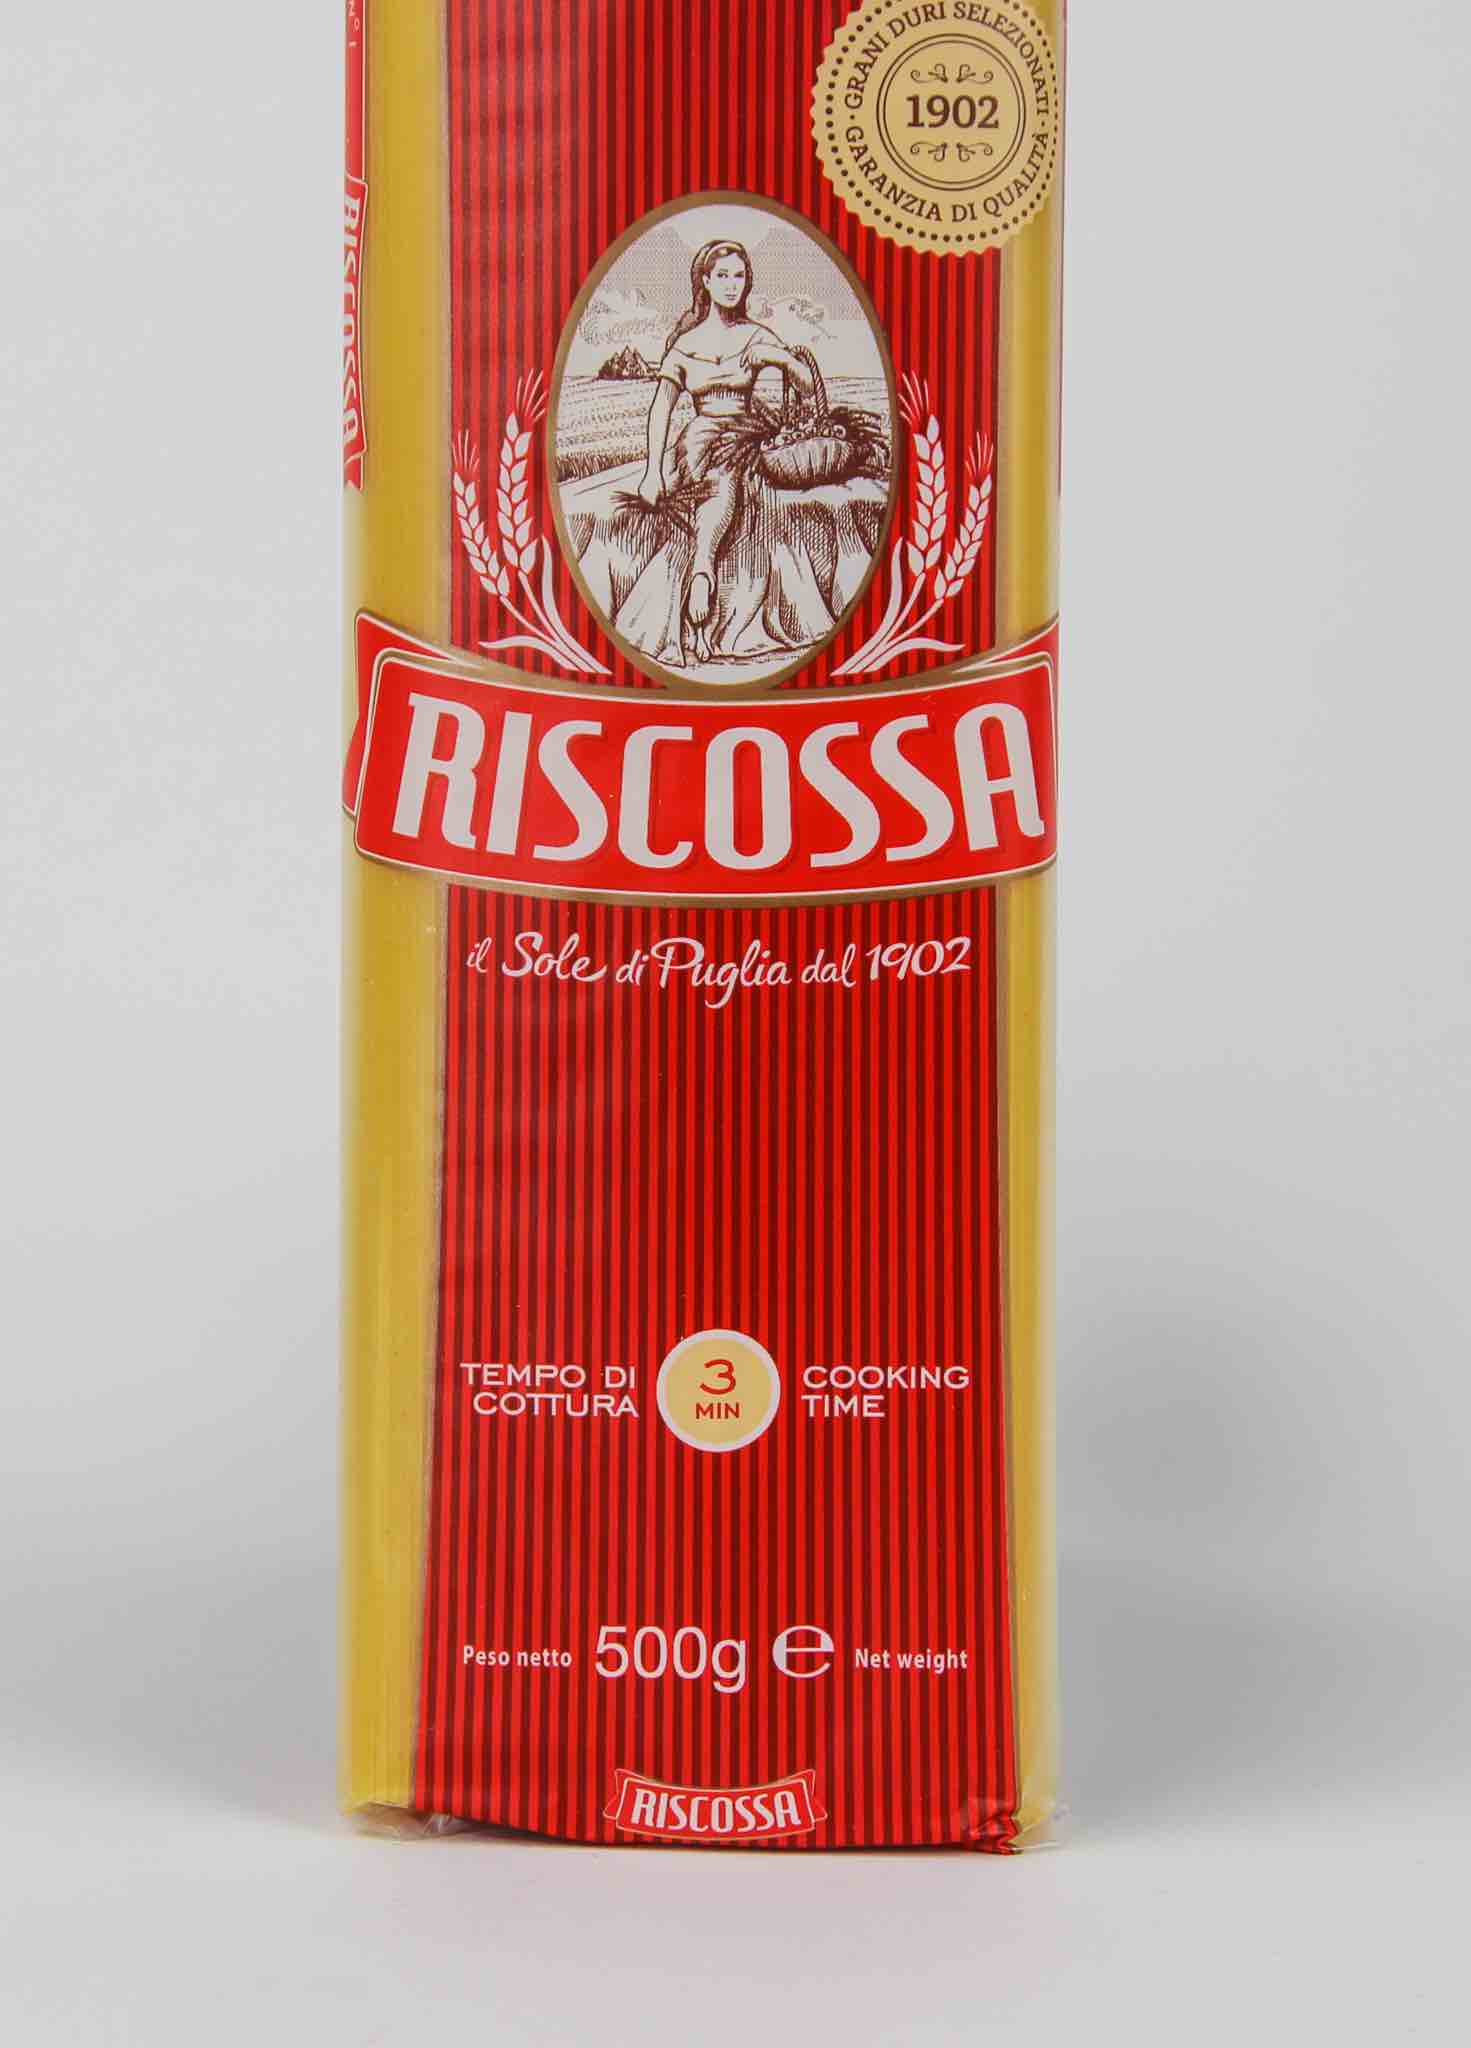 N° 1
GRANI DURI SELEZIONATI
1902
GARANZIA DI QUALITÀ
RISCOSSA
RISCOSSA
il Sole di Puglia dal 1902
TEMPO DI COTTURA
3 MIN
COOKING TIME
Peso netto 500g e Net weight
RISCOSSA